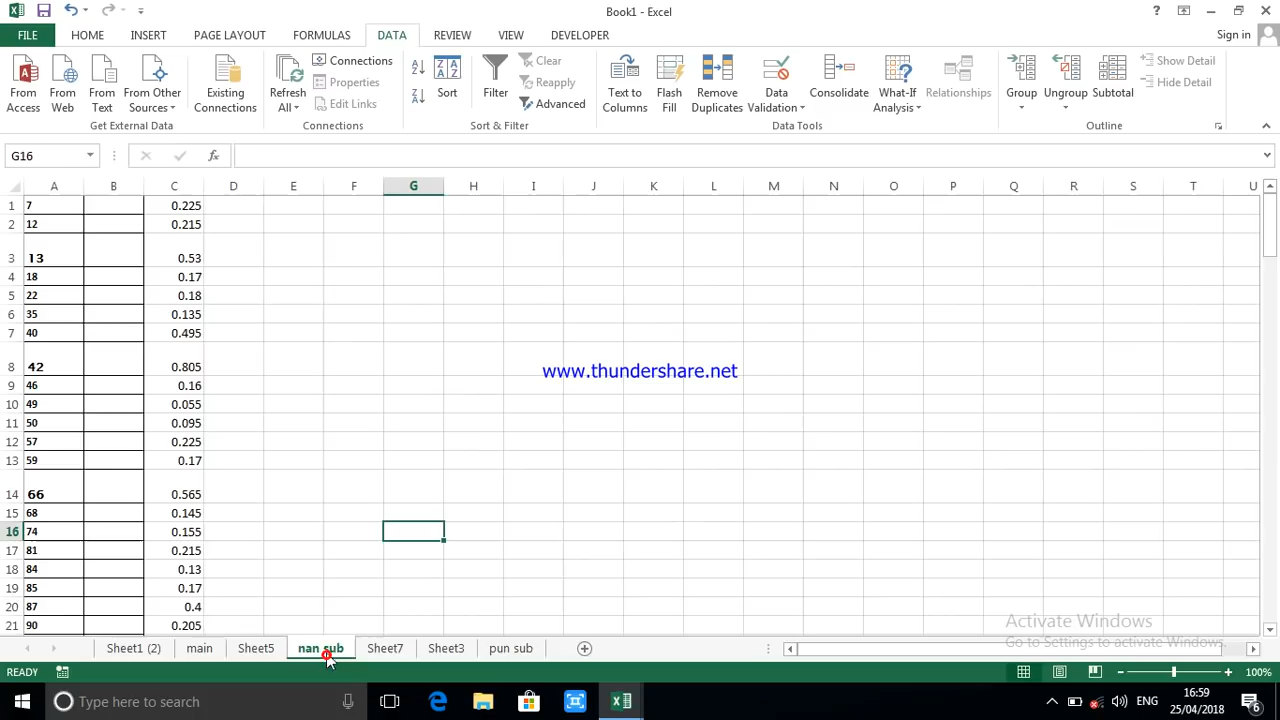 Book1 - Excel
FILE HOME INSERT PAGE LAYOUT FORMULAS DATA REVIEW VIEW DEVELOPER Sign in
From Access
From Web
From Text
From Other Sources
Existing Connections
Get External Data
Refresh All
Connections
Properties
Edit Links
Connections
Sort
Filter
Clear
Reapply
Advanced
Sort & Filter
Text to Columns
Flash Fill
Remove Duplicates
Data Validation
Consolidate
What-If Analysis
Relationships
Data Tools
Group
Ungroup
Subtotal
Show Detail
Hide Detail
Outline
G16 fx
A B C D E F G H I J K L M N O P Q R S T U
1 7 0.225
2 12 0.215
3 13 0.53
4 18 0.17
5 22 0.18
6 35 0.135
7 40 0.495
8 42 0.805
9 46 0.16
10 49 0.055
11 50 0.095
12 57 0.225
13 59 0.17
14 66 0.565
15 68 0.145
16 74 0.155
17 81 0.215
18 84 0.13
19 85 0.17
20 87 0.4
21 90 0.205
www.thundershare.net
Activate Windows
Go to Settings to activate Windows.
Sheet1 (2) main Sheet5 nan sub Sheet7 Sheet3 pun sub
READY 100%
Type here to search
ENG
16:59
25/04/2018
6